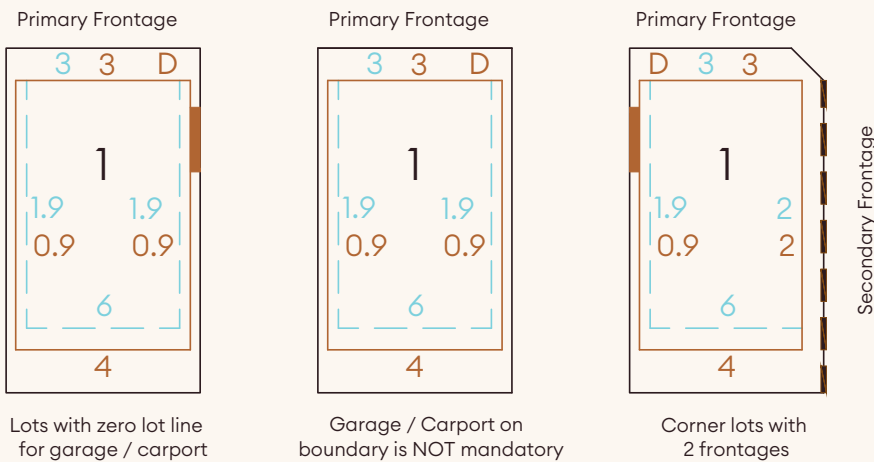 Primary Frontage
3 3 D
1
1.9 1.9
0.9 0.9
6
4
Lots with zero lot line
for garage / carport
Primary Frontage
3 3 D
1
1.9 1.9
0.9 0.9
6
4
Garage / Carport on
boundary is NOT mandatory
Primary Frontage
D 3 3
1
1.9 2
0.9 2
6
4
Secondary Frontage
Corner lots with
2 frontages